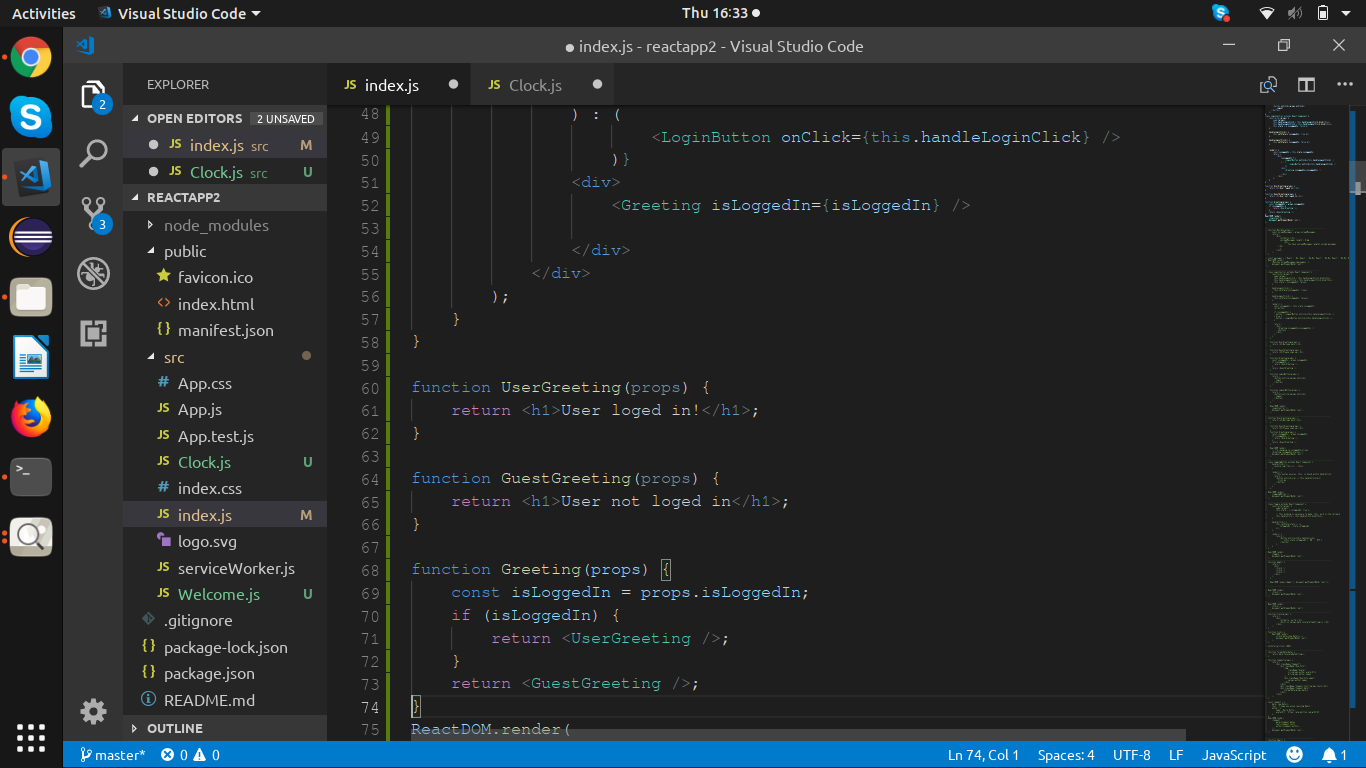 Activities Visual Studio Code Thu 16:33
index.js - reactapp2 - Visual Studio Code
EXPLORER
OPEN EDITORS 2 UNSAVED
JS index.js src M
JS Clock.js src U
REACTAPP2
node_modules
public
favicon.ico
<> index.html
{} manifest.json
src
# App.css
JS App.js
JS App.test.js
JS Clock.js U
# index.css
JS index.js M
logo.svg
JS serviceWorker.js
JS Welcome.js U
.gitignore
{} package-lock.json
{} package.json
README.md
OUTLINE
2
3
JS index.js JS Clock.js
48 ) : (
49 <LoginButton onClick={this.handleLoginClick} />
50 )}
51 <div>
52 <Greeting isLoggedIn={isLoggedIn} />
53
54 </div>
55 </div>
56 );
57 }
58 }
59
60 function UserGreeting(props) {
61 return <h1>User loged in!</h1>;
62 }
63
64 function GuestGreeting(props) {
65 return <h1>User not loged in</h1>;
66 }
67
68 function Greeting(props) {
69 const isLoggedIn = props.isLoggedIn;
70 if (isLoggedIn) {
71 return <UserGreeting />;
72 }
73 return <GuestGreeting />;
74 }
75 ReactDOM.render(
master* 0 0 Ln 74, Col 1 Spaces: 4 UTF-8 LF JavaScript 1